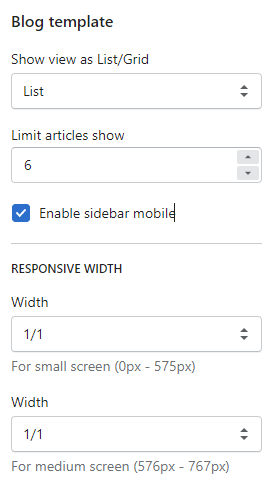 Blog template
Show view as List/Grid
List
Limit articles show
6
Enable sidebar mobile
RESPONSIVE WIDTH
Width
1/1
For small screen (0px - 575px)
Width
1/1
For medium screen (576px - 767px)